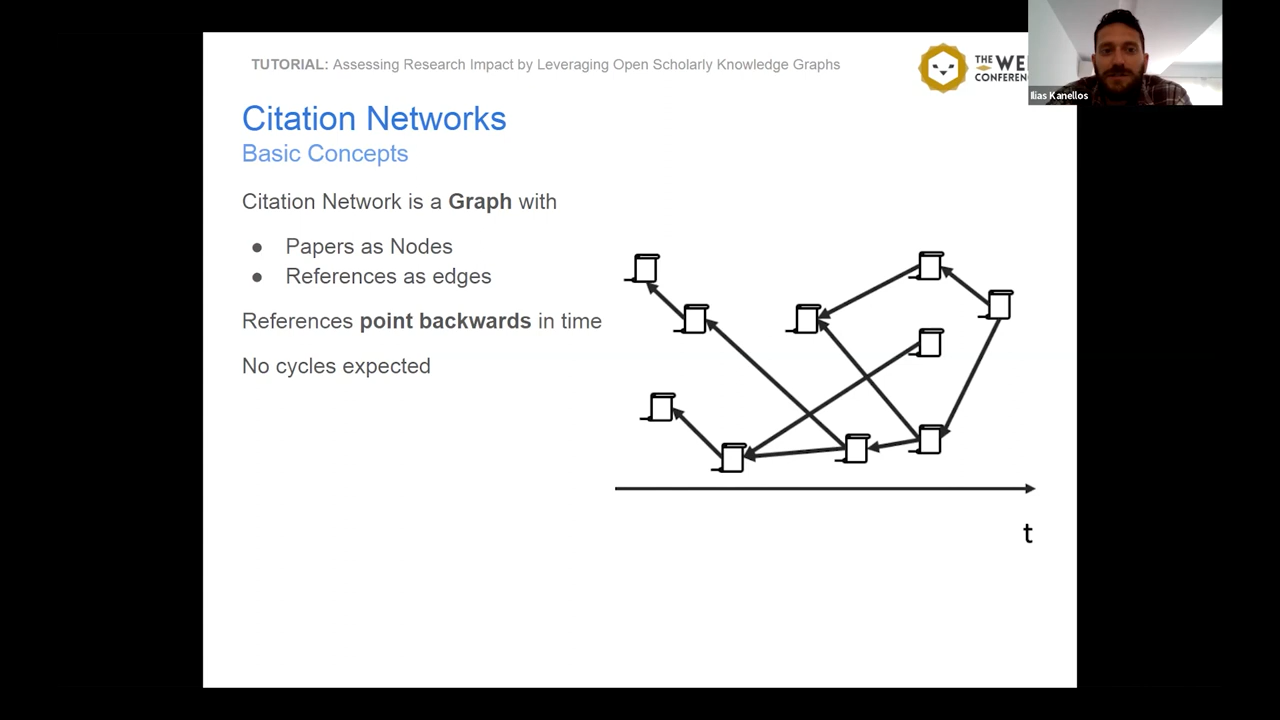 TUTORIAL: Assessing Research Impact by Leveraging Open Scholarly Knowledge Graphs
THE WE
CONFEREN
Ilias Kanellos
Citation Networks
Basic Concepts
Citation Network is a Graph with
● Papers as Nodes
● References as edges
References point backwards in time
No cycles expected
t